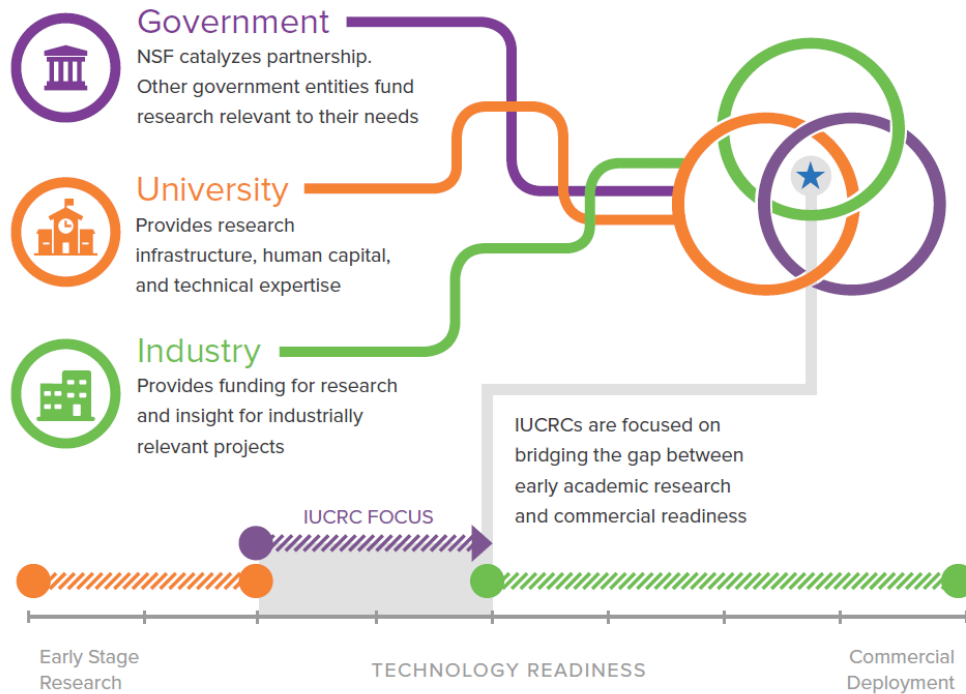 Government
NSF catalyzes partnership.
Other government entities fund
research relevant to their needs
University
Provides research
infrastructure, human capital,
and technical expertise
Industry
Provides funding for research
and insight for industrially
relevant projects
IUCRCs are focused on
bridging the gap between
early academic research
and commercial readiness
IUCRC FOCUS
Early Stage
Research
TECHNOLOGY READINESS
Commercial
Deployment